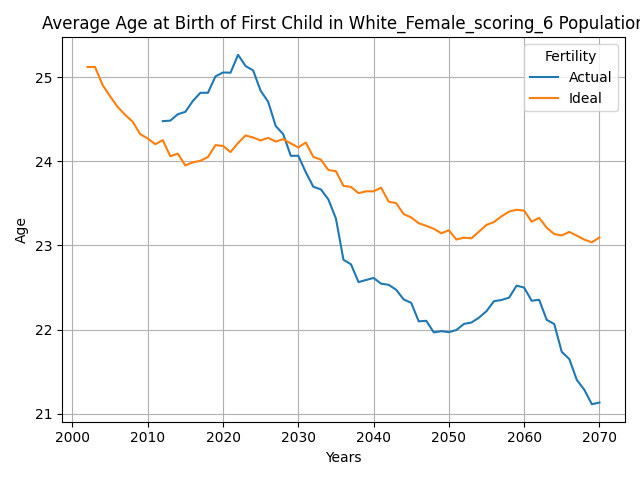 Average Age at Birth of First Child in White_Female_scoring_6 Population
Fertility
Actual
Ideal
25
24
23
22
21
Age
2000 2010 2020 2030 2040 2050 2060 2070
Years